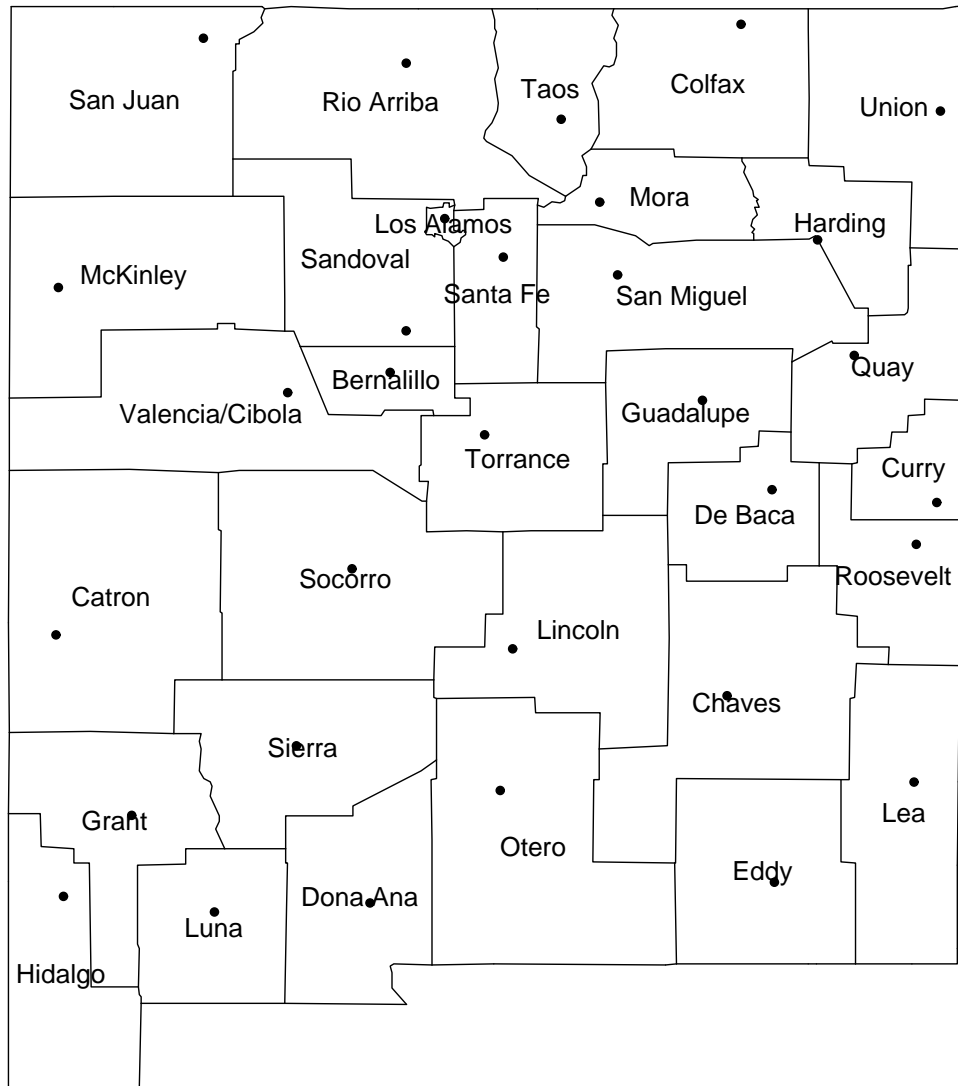 San Juan
Rio Arriba
Taos
Colfax
Union
Los Alamos
Mora
Harding
McKinley
Sandoval
Santa Fe
San Miguel
Bernalillo
Quay
Valencia/Cibola
Guadalupe
Torrance
Curry
De Baca
Catron
Socorro
Roosevelt
Lincoln
Chaves
Sierra
Grant
Otero
Lea
Eddy
Dona Ana
Luna
Hidalgo